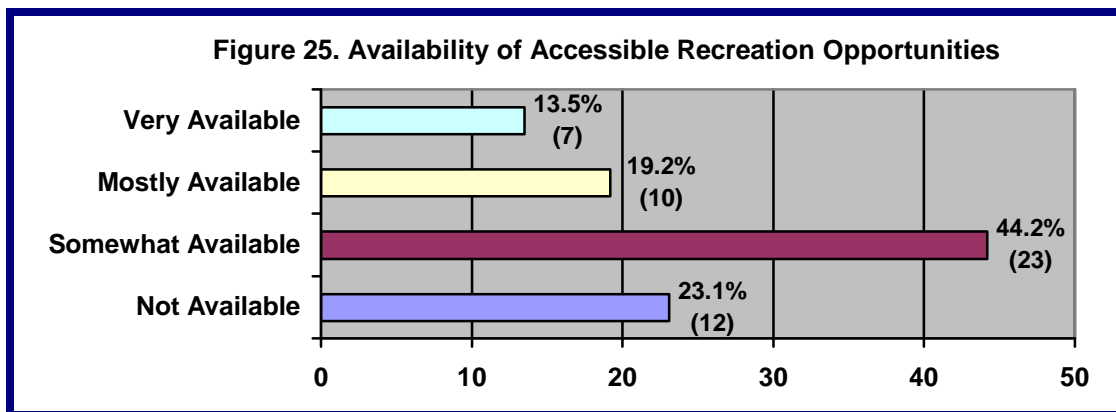 Figure 25. Availability of Accessible Recreation Opportunities
Very Available
13.5%
(7)
Mostly Available
19.2%
(10)
Somewhat Available
44.2%
(23)
Not Available
23.1%
(12)
0 10 20 30 40 50